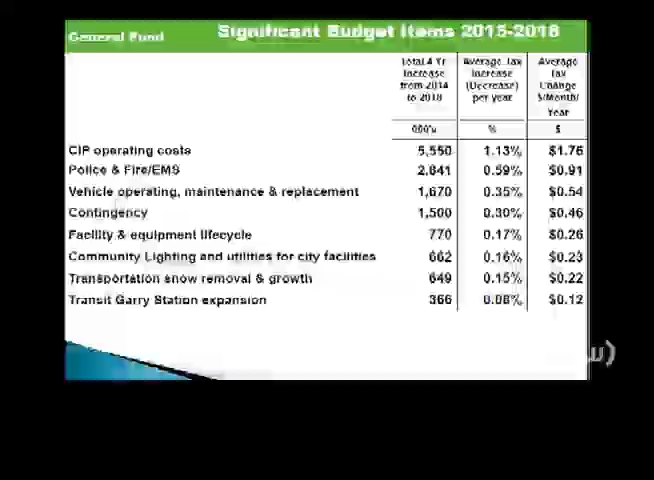 General Fund
Significant Budget Items 2015-2018
Total 4 Yr Increase from 2014 to 2018
Average Tax Increase (Decrease) per year
Average Tax Change $/Month/Year
000's % $
CIP operating costs 5,550 1.13% $1.76
Police & Fire/EMS 2,841 0.59% $0.91
Vehicle operating, maintenance & replacement 1,670 0.35% $0.54
Contingency 1,500 0.30% $0.46
Facility & equipment lifecycle 770 0.17% $0.26
Community Lighting and utilities for city facilities 662 0.16% $0.23
Transportation snow removal & growth 649 0.15% $0.22
Transit Garry Station expansion 366 0.08% $0.12